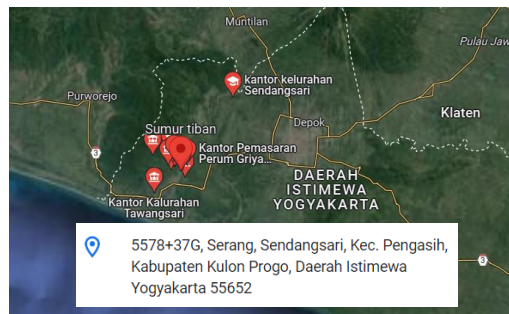 Muntilan
Pulau Jaw
kantor kelurahan
Sendangsari
Purworejo
Klaten
Sumur tiban
Depok
Kantor Pemasaran
Perum Griya...
3
DAERAH
ISTIMEWA
YOGYAKARTA
Kantor Kalurahan
Tawangsari
5578+37G, Serang, Sendangsari, Kec. Pengasih,
Kabupaten Kulon Progo, Daerah Istimewa
Yogyakarta 55652
3